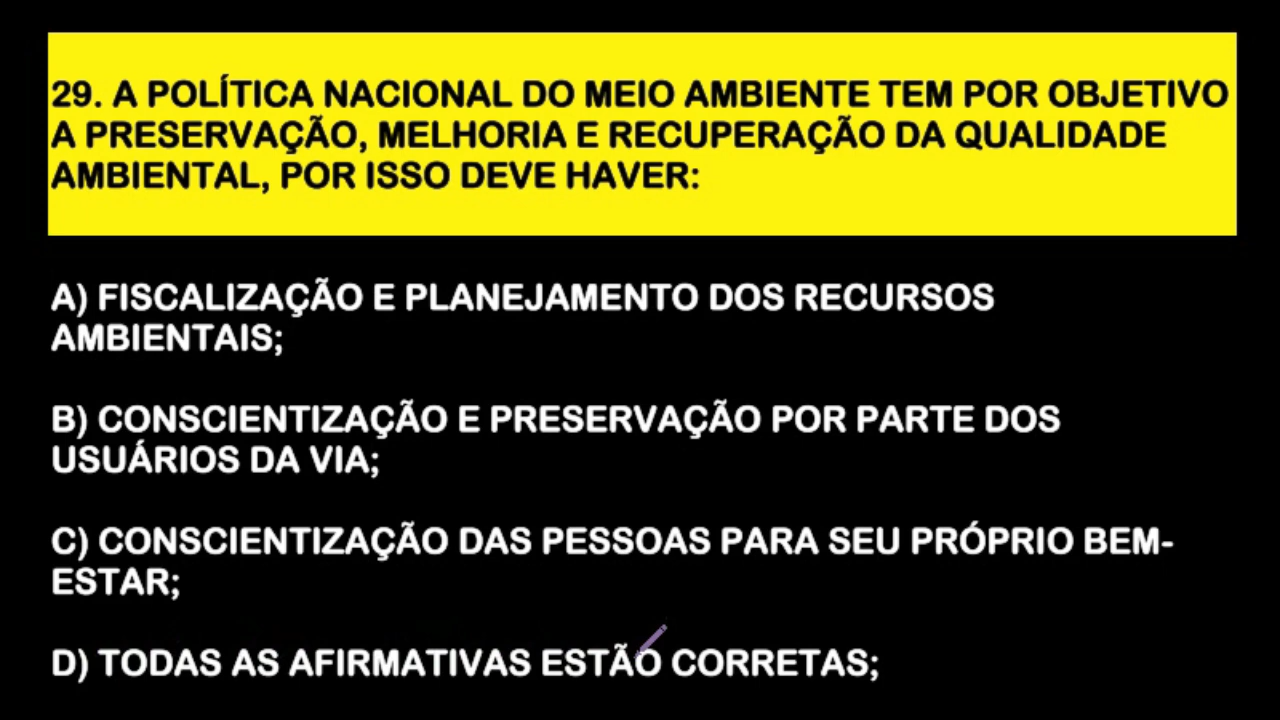 29. A POLÍTICA NACIONAL DO MEIO AMBIENTE TEM POR OBJETIVO
A PRESERVAÇÃO, MELHORIA E RECUPERAÇÃO DA QUALIDADE
AMBIENTAL, POR ISSO DEVE HAVER:
A) FISCALIZAÇÃO E PLANEJAMENTO DOS RECURSOS
AMBIENTAIS;
B) CONSCIENTIZAÇÃO E PRESERVAÇÃO POR PARTE DOS
USUÁRIOS DA VIA;
C) CONSCIENTIZAÇÃO DAS PESSOAS PARA SEU PRÓPRIO BEM-
ESTAR;
D) TODAS AS AFIRMATIVAS ESTÃO CORRETAS;